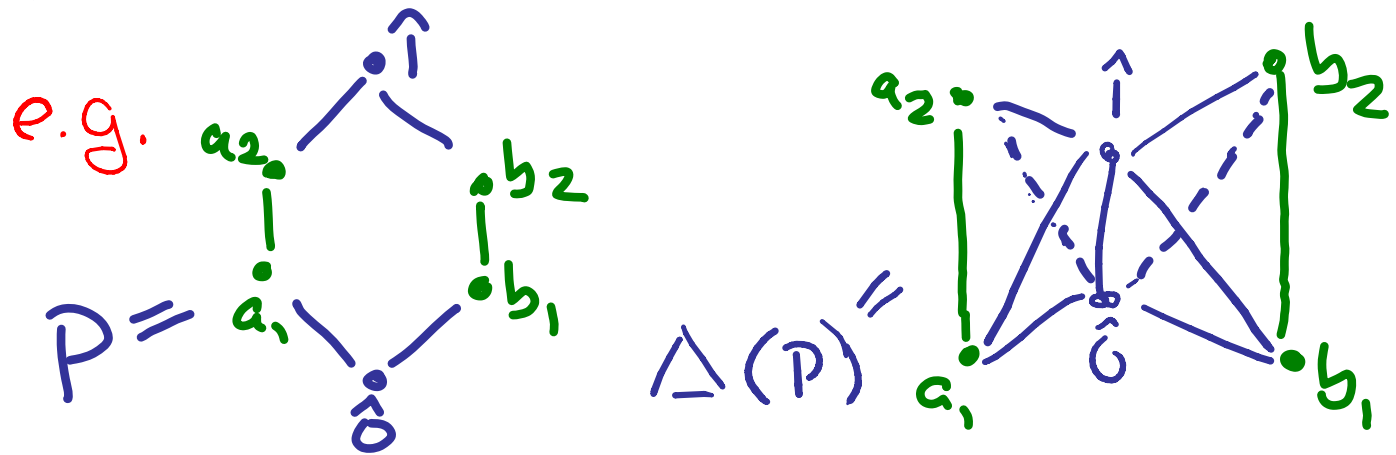 e.g.
P =
1̂
a₂
b₂
a₁
b₁
0̂
Δ(P) =
a₂
1̂
b₂
a₁
0̂
b₁